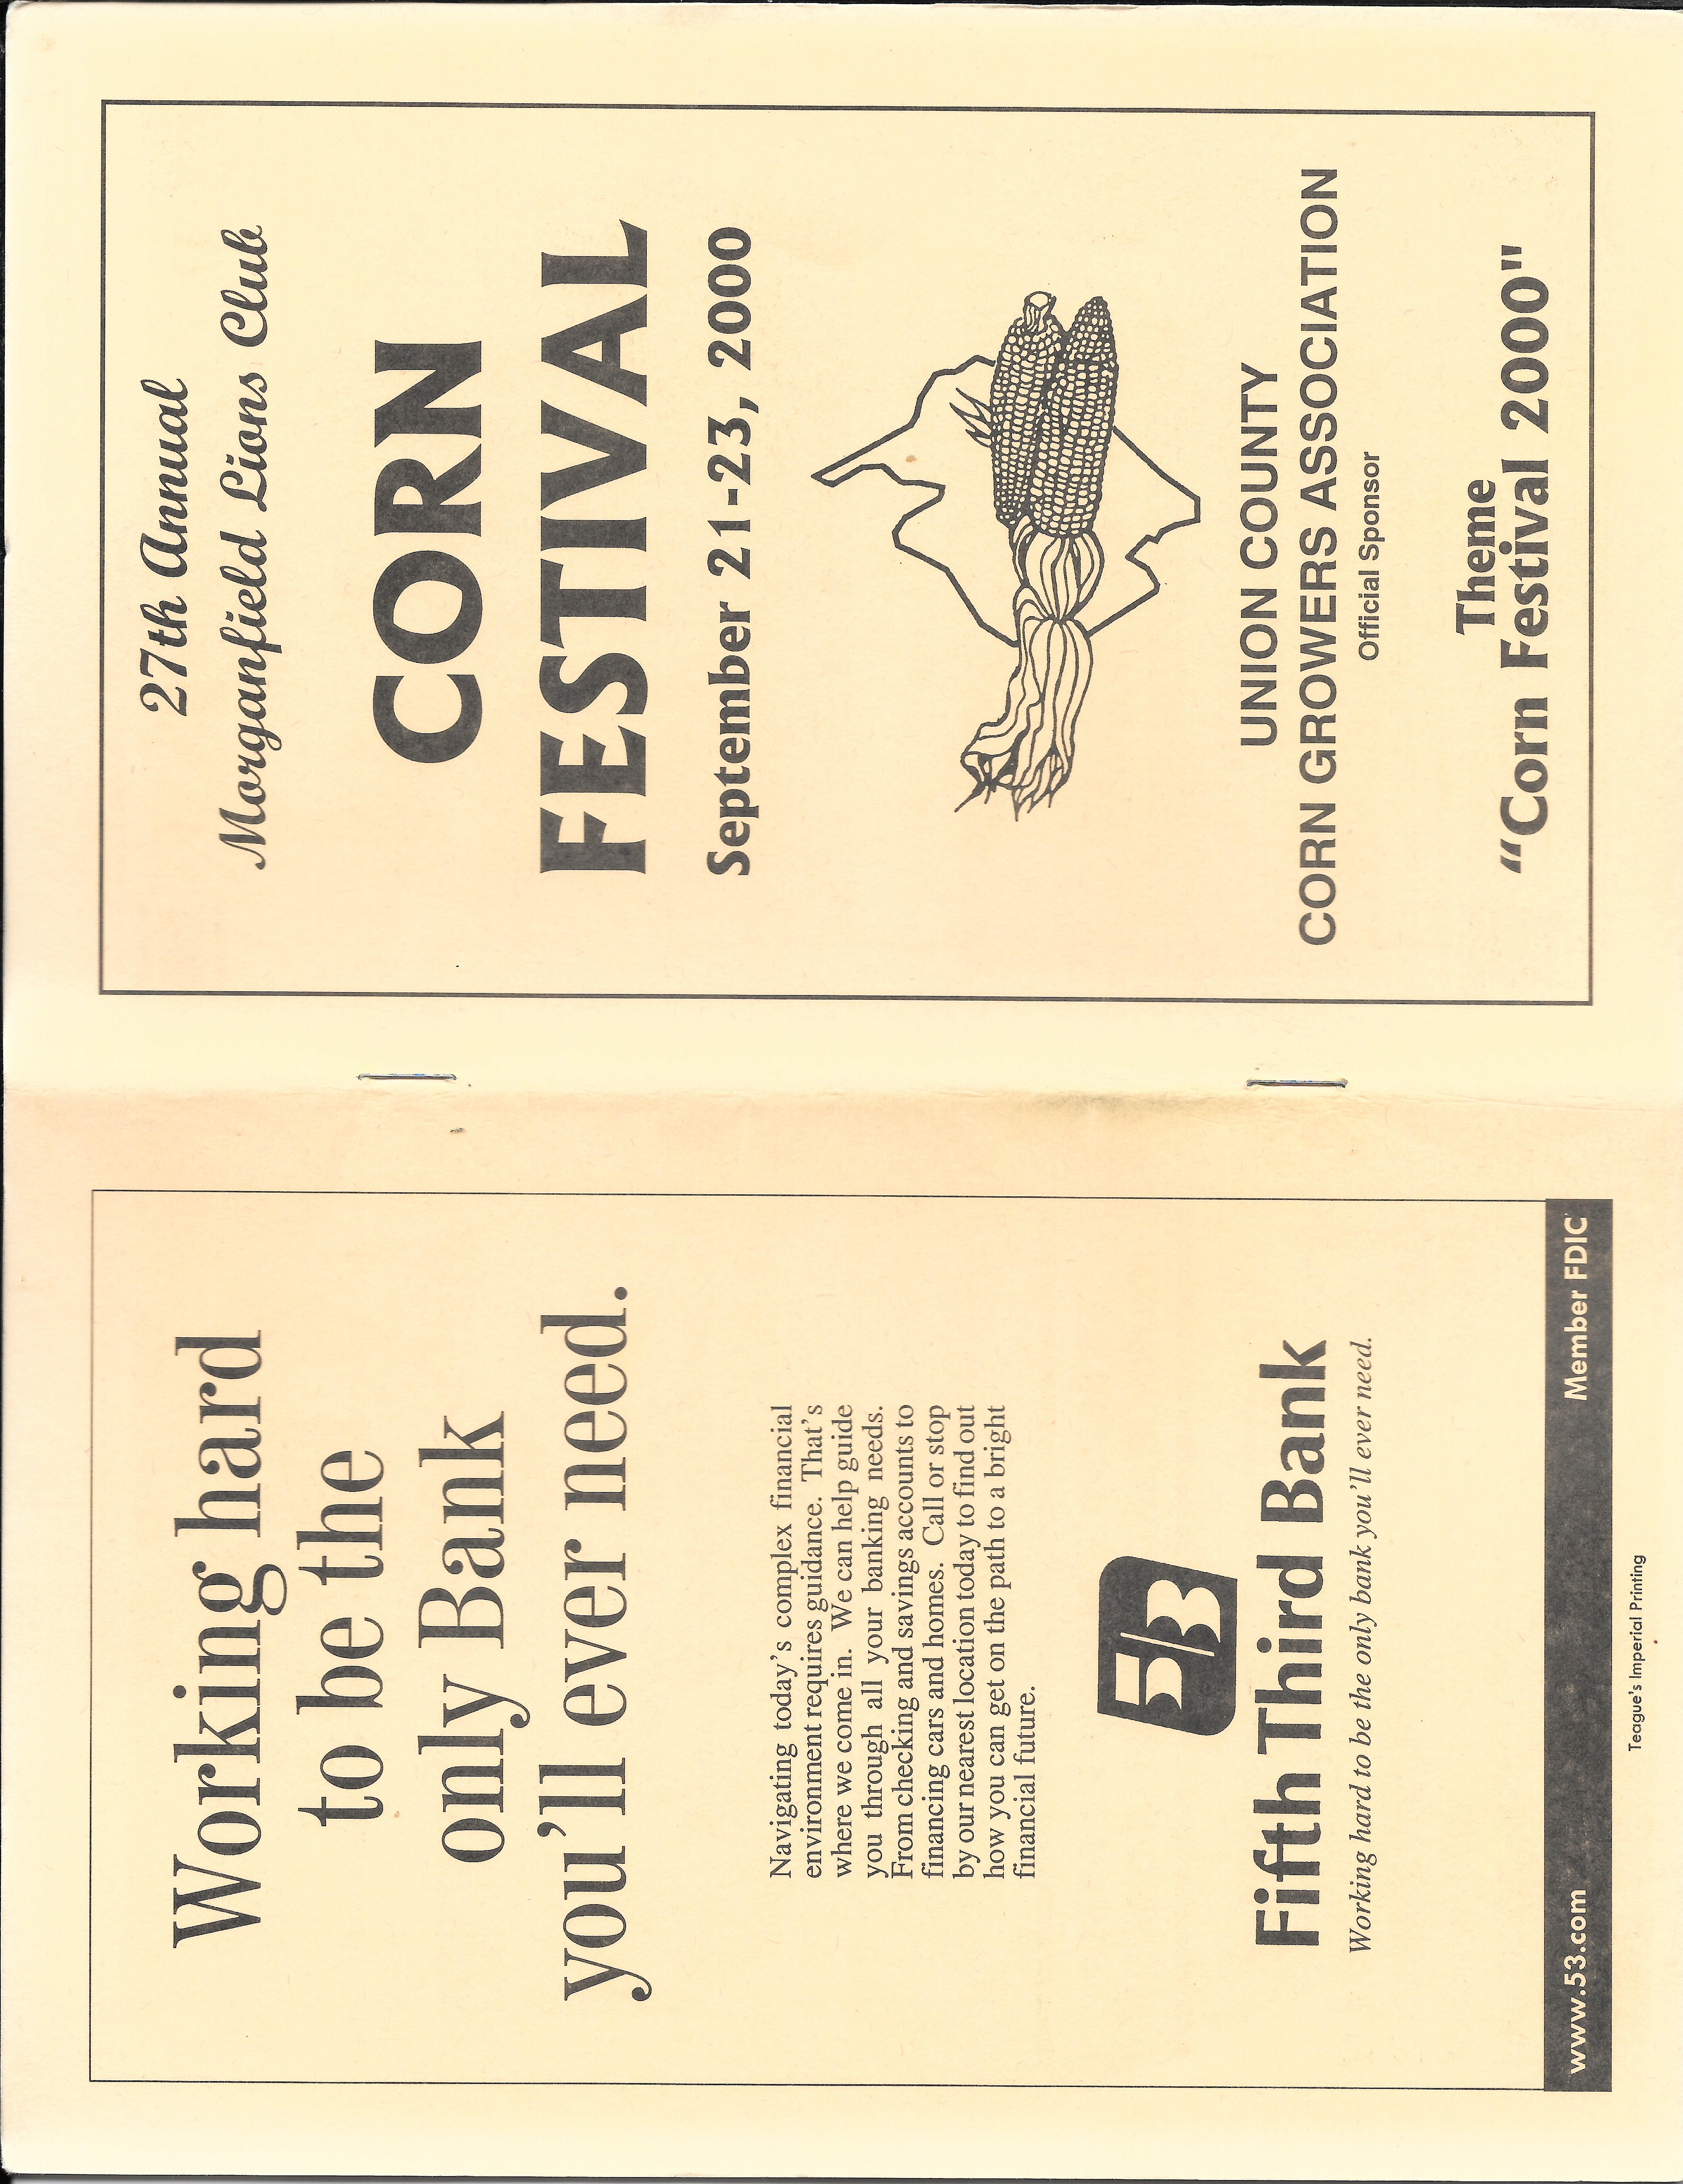 27th Annual
Morganfield Lions Club
CORN
FESTIVAL
September 21-23, 2000
UNION COUNTY
CORN GROWERS ASSOCIATION
Official Sponsor
Theme
“Corn Festival 2000"
Working hard
to be the
only Bank
you’ll ever need.
Navigating today’s complex financial
environment requires guidance. That’s
where we come in. We can help guide
you through all your banking needs.
From checking and savings accounts to
financing cars and homes. Call or stop
by our nearest location today to find out
how you can get on the path to a bright
financial future.
5/3
Fifth Third Bank
Working hard to be the only bank you’ll ever need.
www.53.com Member FDIC
Teague’s Imperial Printing